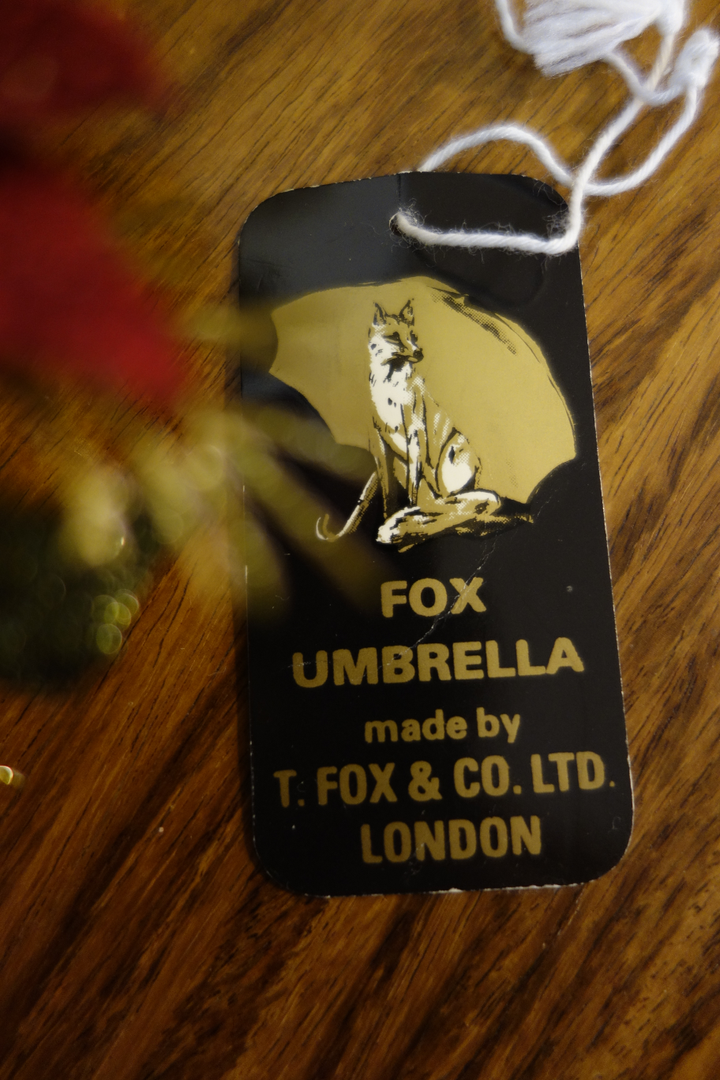 FOX
UMBRELLA
made by
T. FOX & CO. LTD.
LONDON